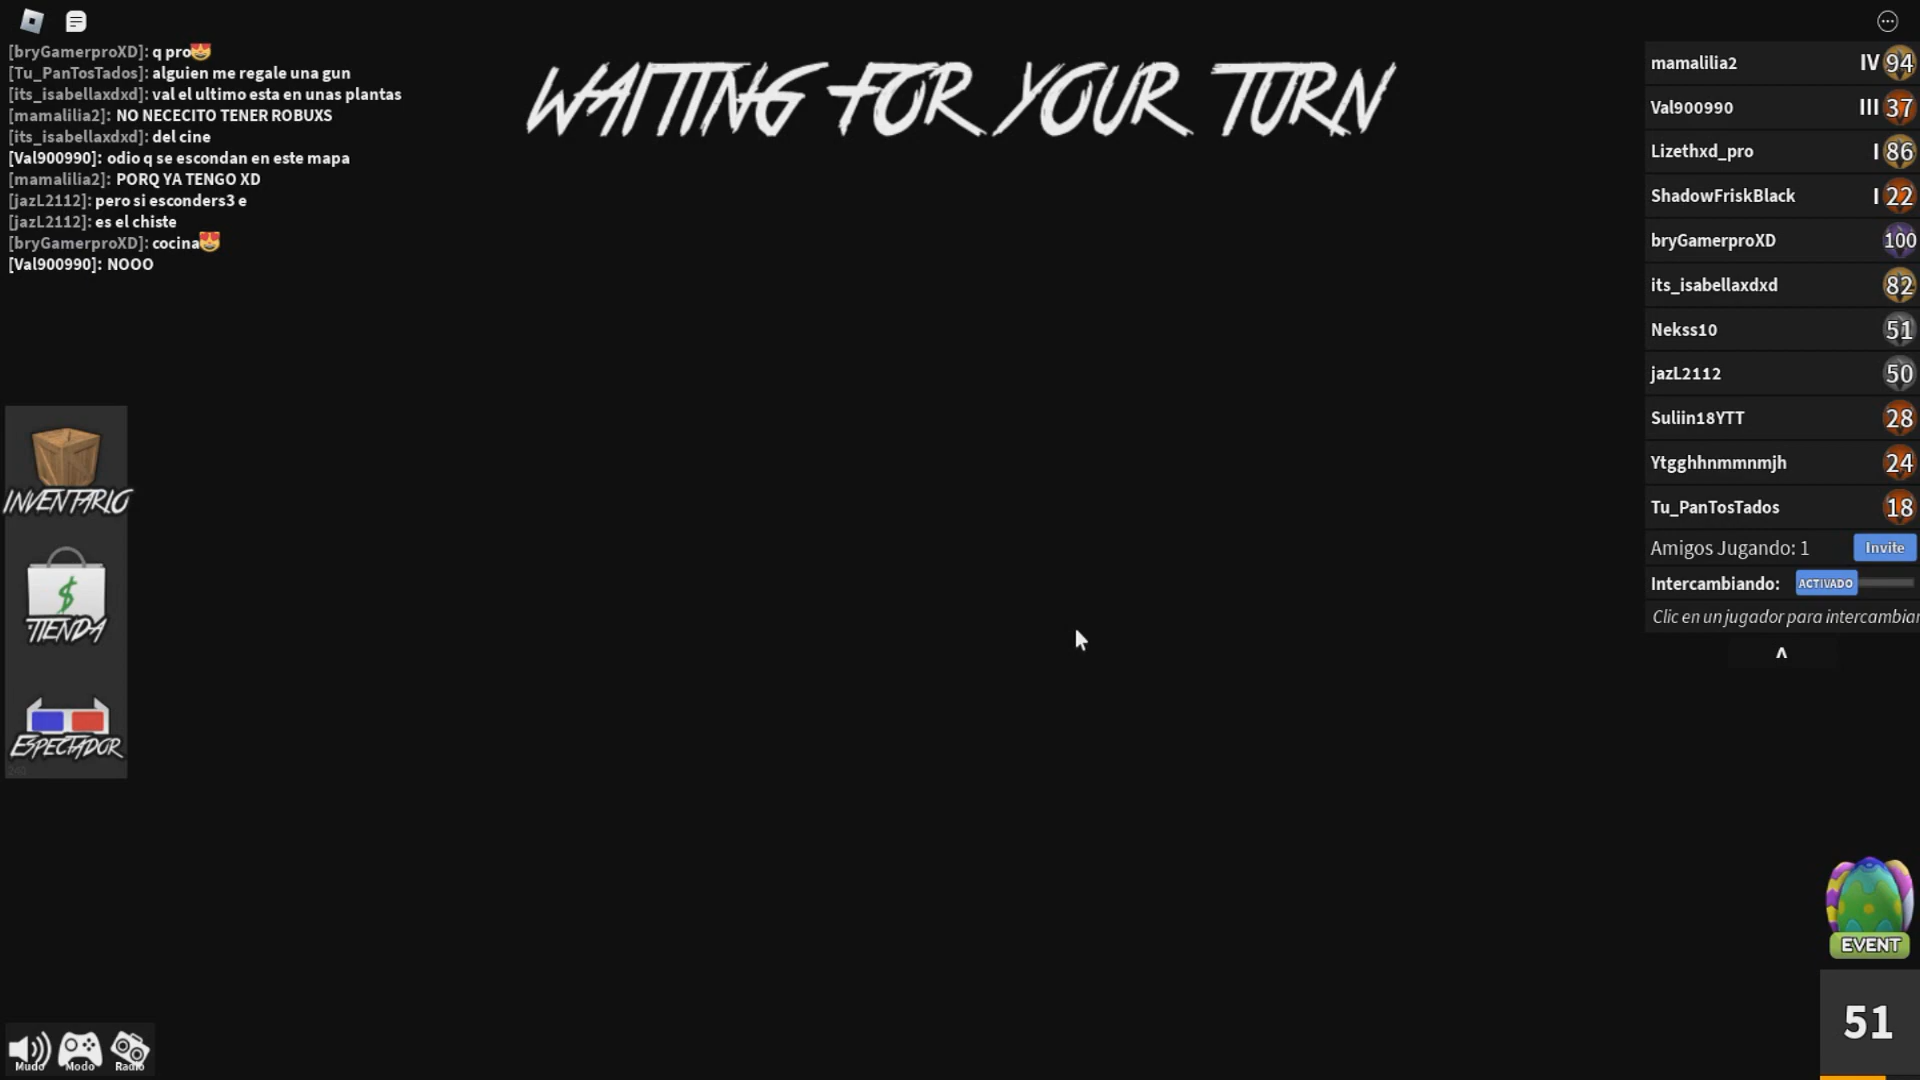 [bryGamerproXD]: q pro😻
[Tu_PanTosTados]: alguien me regale una gun
[its_isabellaxdxd]: val el ultimo esta en unas plantas
[mamalilia2]: NO NECECITO TENER ROBUXS
[its_isabellaxdxd]: del cine
[Val900990]: odio q se escondan en este mapa
[mamalilia2]: PORQ YA TENGO XD
[jazL2112]: pero si esconders3 e
[jazL2112]: es el chiste
[bryGamerproXD]: cocina😻
[Val900990]: NOOO
WAITING FOR YOUR TURN
mamalilia2 IV 94
Val900990 III 37
Lizethxd_pro I 86
ShadowFriskBlack I 22
bryGamerproXD 100
its_isabellaxdxd 82
Nekss10 51
jazL2112 50
Suliin18YTT 28
Ytgghhnmmnmjh 24
Tu_PanTosTados 18
Amigos Jugando: 1 Invite
Intercambiando: ACTIVADO
Clic en un jugador para intercambiar
INVENTARIO
$
TIENDA
ESPECTADOR
EVENT
51
Mudo Modo Radio